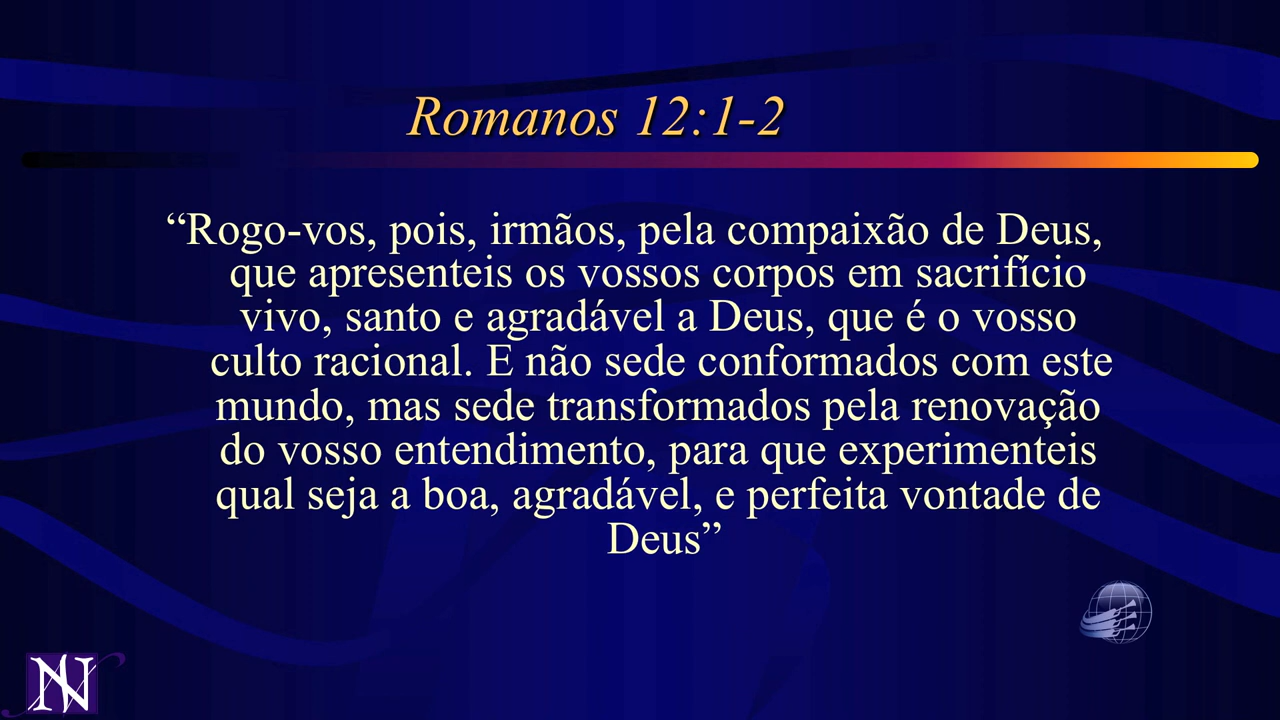 Romanos 12:1-2
“Rogo-vos, pois, irmãos, pela compaixão de Deus,
que apresenteis os vossos corpos em sacrifício
vivo, santo e agradável a Deus, que é o vosso
culto racional. E não sede conformados com este
mundo, mas sede transformados pela renovação
do vosso entendimento, para que experimenteis
qual seja a boa, agradável, e perfeita vontade de
Deus”